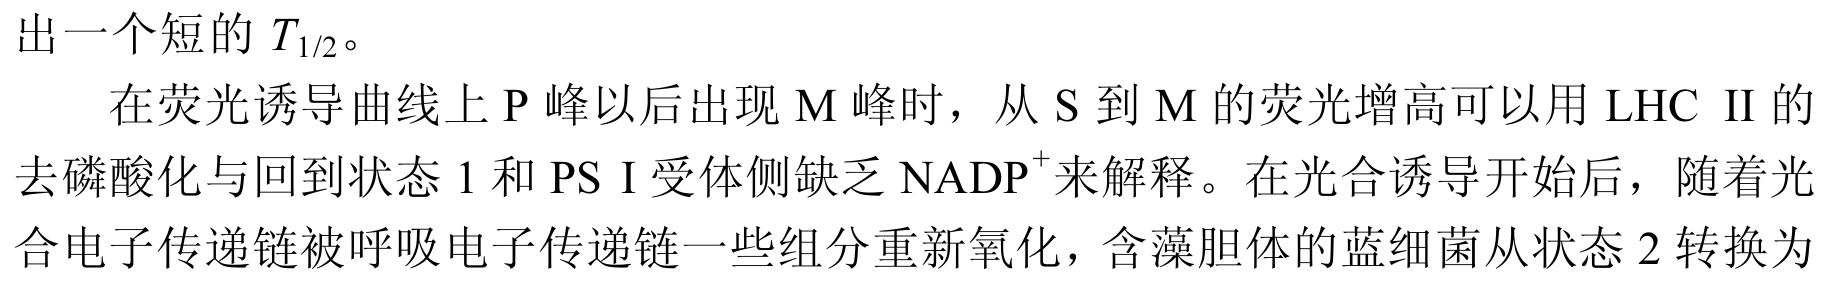 出一个短的 T1/2。
在荧光诱导曲线上 P 峰以后出现 M 峰时，从 S 到 M 的荧光增高可以用 LHC II 的
去磷酸化与回到状态 1 和 PS I 受体侧缺乏 NADP+来解释。在光合诱导开始后，随着光
合电子传递链被呼吸电子传递链一些组分重新氧化，含藻胆体的蓝细菌从状态 2 转换为